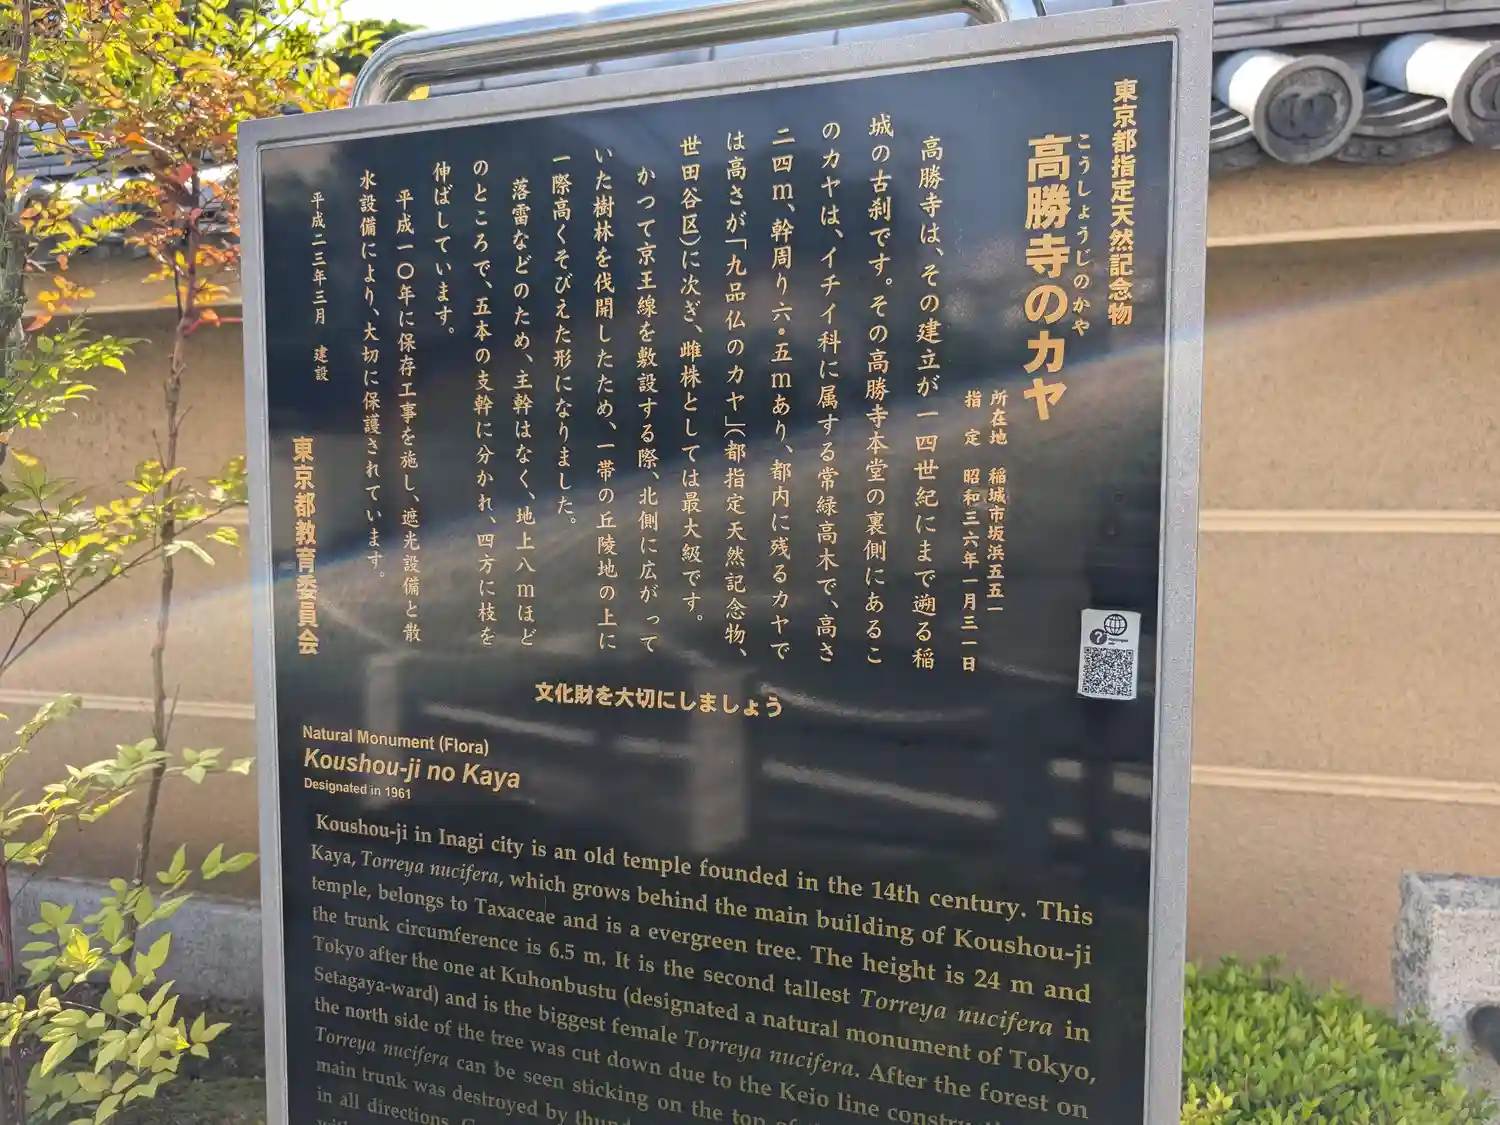 東京都指定天然記念物
こうしょうじのかや
高勝寺のカヤ
所在地　稲城市坂浜五五一
指　定　昭和三六年一月三一日
高勝寺は、その建立が一四世紀にまで遡る稲
城の古刹です。その高勝寺本堂の裏側にあるこ
のカヤは、イチイ科に属する常緑高木で、高さ
二四m、幹周り六・五mあり、都内に残るカヤで
は高さが「九品仏のカヤ」（都指定天然記念物、
世田谷区）に次ぎ、雌株としては最大級です。
かつて京王線を敷設する際、北側に広がって
いた樹林を伐開したため、一帯の丘陵地の上に
一際高くそびえた形になりました。
落雷などのため、主幹はなく、地上八mほど
のところで、五本の支幹に分かれ、四方に枝を
伸ばしています。
平成一〇年に保存工事を施し、遮光設備と散
水設備により、大切に保護されています。
平成二三年三月　建設
東京都教育委員会
文化財を大切にしましょう
Natural Monument (Flora)
Koushou-ji no Kaya
Designated in 1961
Koushou-ji in Inagi city is an old temple founded in the 14th century. This
Kaya, Torreya nucifera, which grows behind the main building of Koushou-ji
temple, belongs to Taxaceae and is a evergreen tree. The height is 24 m and
the trunk circumference is 6.5 m. It is the second tallest Torreya nucifera in
Tokyo after the one at Kuhonbustu (designated a natural monument of Tokyo,
Setagaya-ward) and is the biggest female Torreya nucifera. After the forest on
the north side of the tree was cut down due to the Keio line
Torreya nucifera can be seen sticking on the top
main trunk was destroyed by
in all directions.